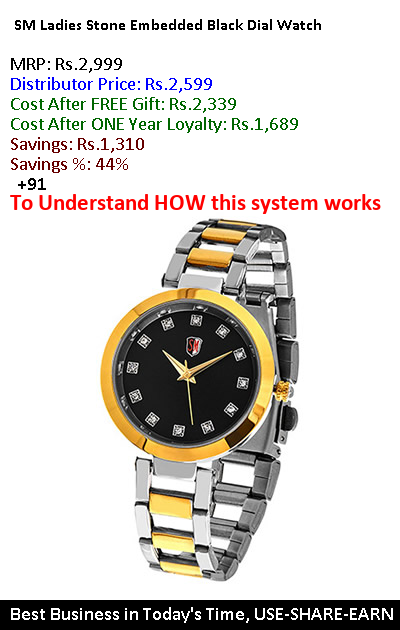 SM Ladies Stone Embedded Black Dial Watch
MRP: Rs.2,999
Distributor Price: Rs.2,599
Cost After FREE Gift: Rs.2,339
Cost After ONE Year Loyalty: Rs.1,689
Savings: Rs.1,310
Savings %: 44%
+91
To Understand HOW this system works
SM
Best Business in Today's Time, USE-SHARE-EARN